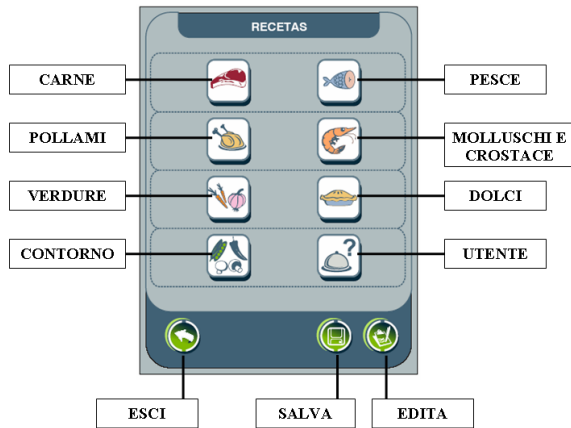 RECETAS
CARNE
PESCE
POLLAMI
MOLLUSCHI E
CROSTACE
VERDURE
DOLCI
CONTORNO
UTENTE
?
ESCI
SALVA
EDITA